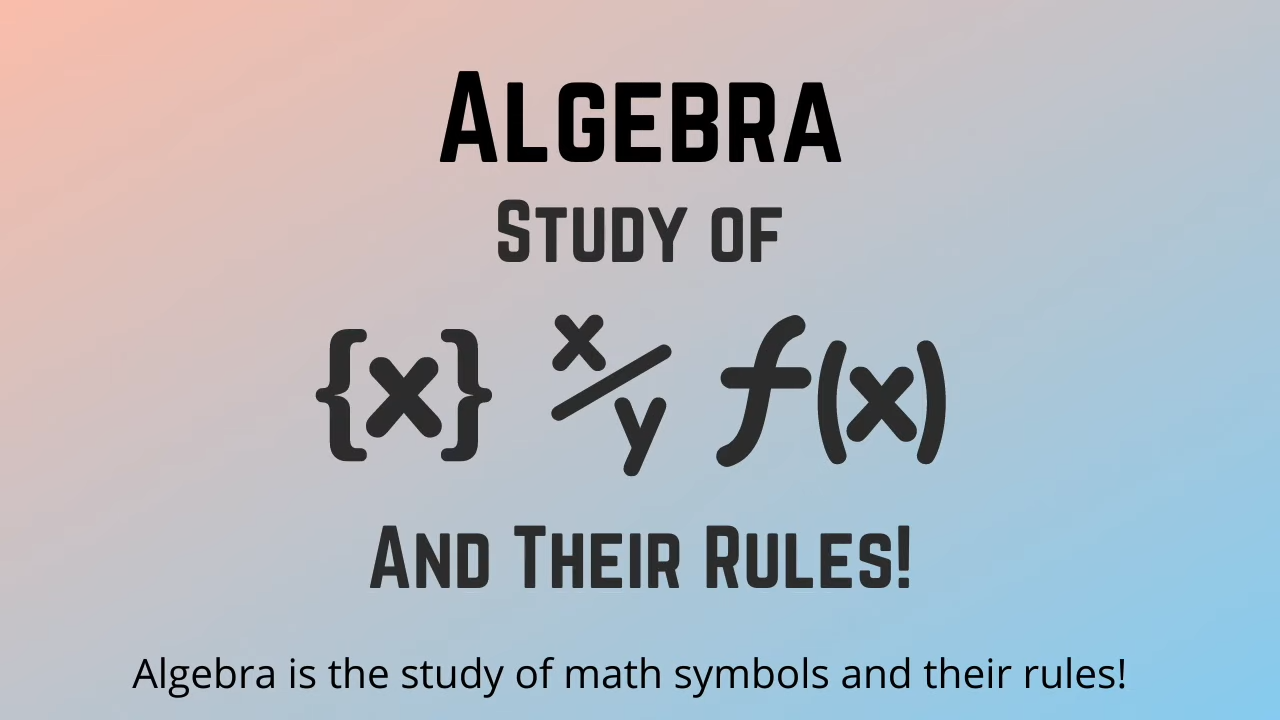 Algebra
Study of
{x} x/y f(x)
And Their Rules!
Algebra is the study of math symbols and their rules!